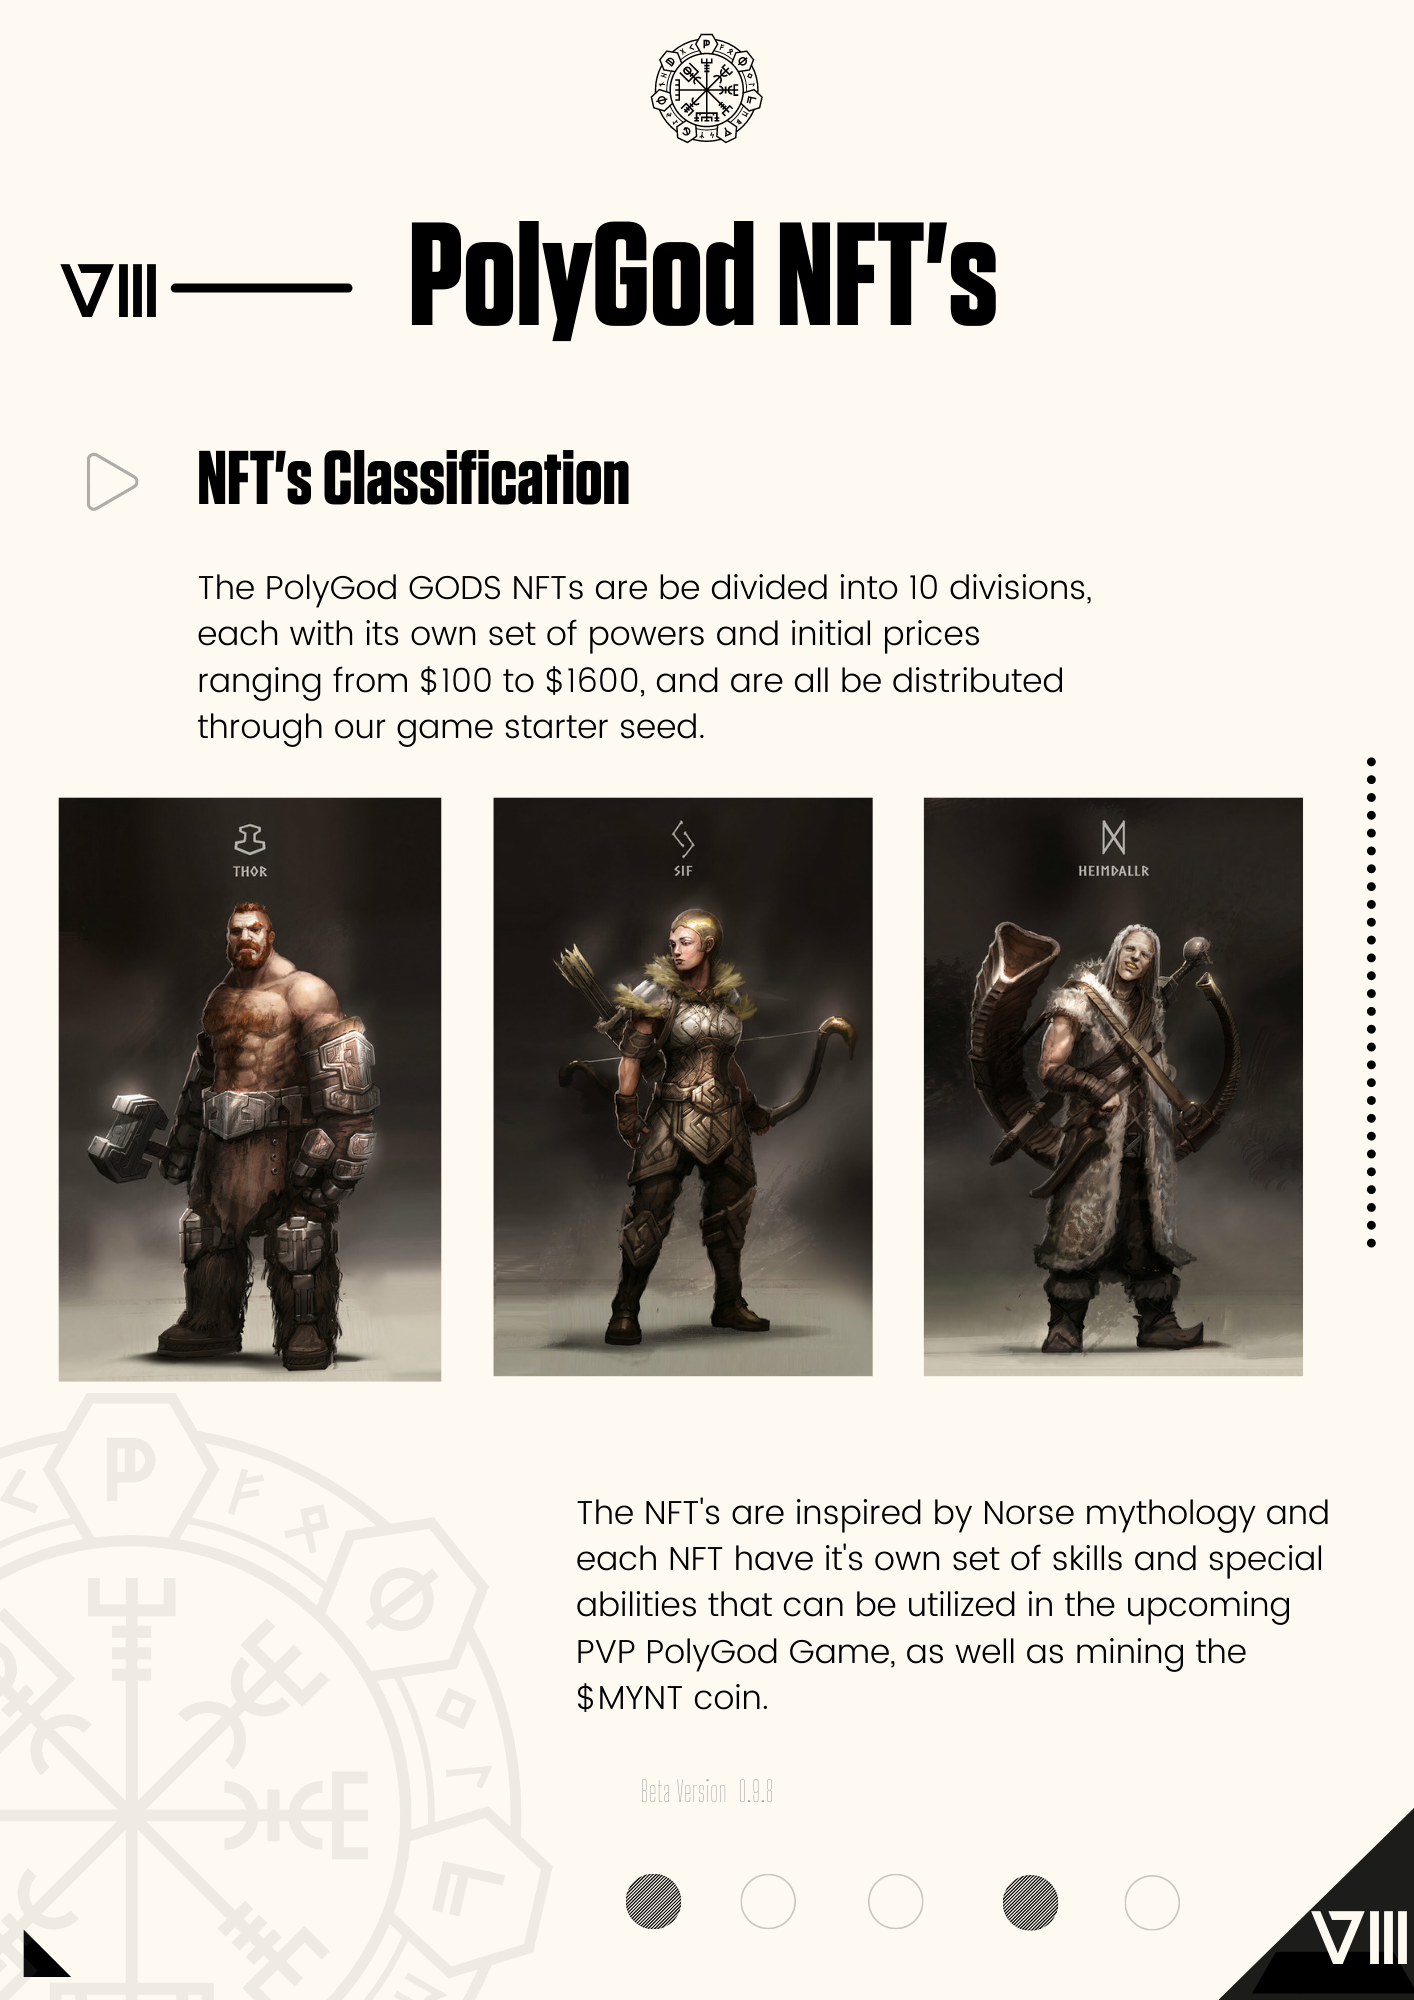 VIII
PolyGod NFT's
NFT's Classification
The PolyGod GODS NFTs are be divided into 10 divisions,
each with its own set of powers and initial prices
ranging from $100 to $1600, and are all be distributed
through our game starter seed.
THOR
SIF
HEIMDALLR
The NFT's are inspired by Norse mythology and
each NFT have it's own set of skills and special
abilities that can be utilized in the upcoming
PVP PolyGod Game, as well as mining the
$MYNT coin.
Beta Version 0.9.8
VIII